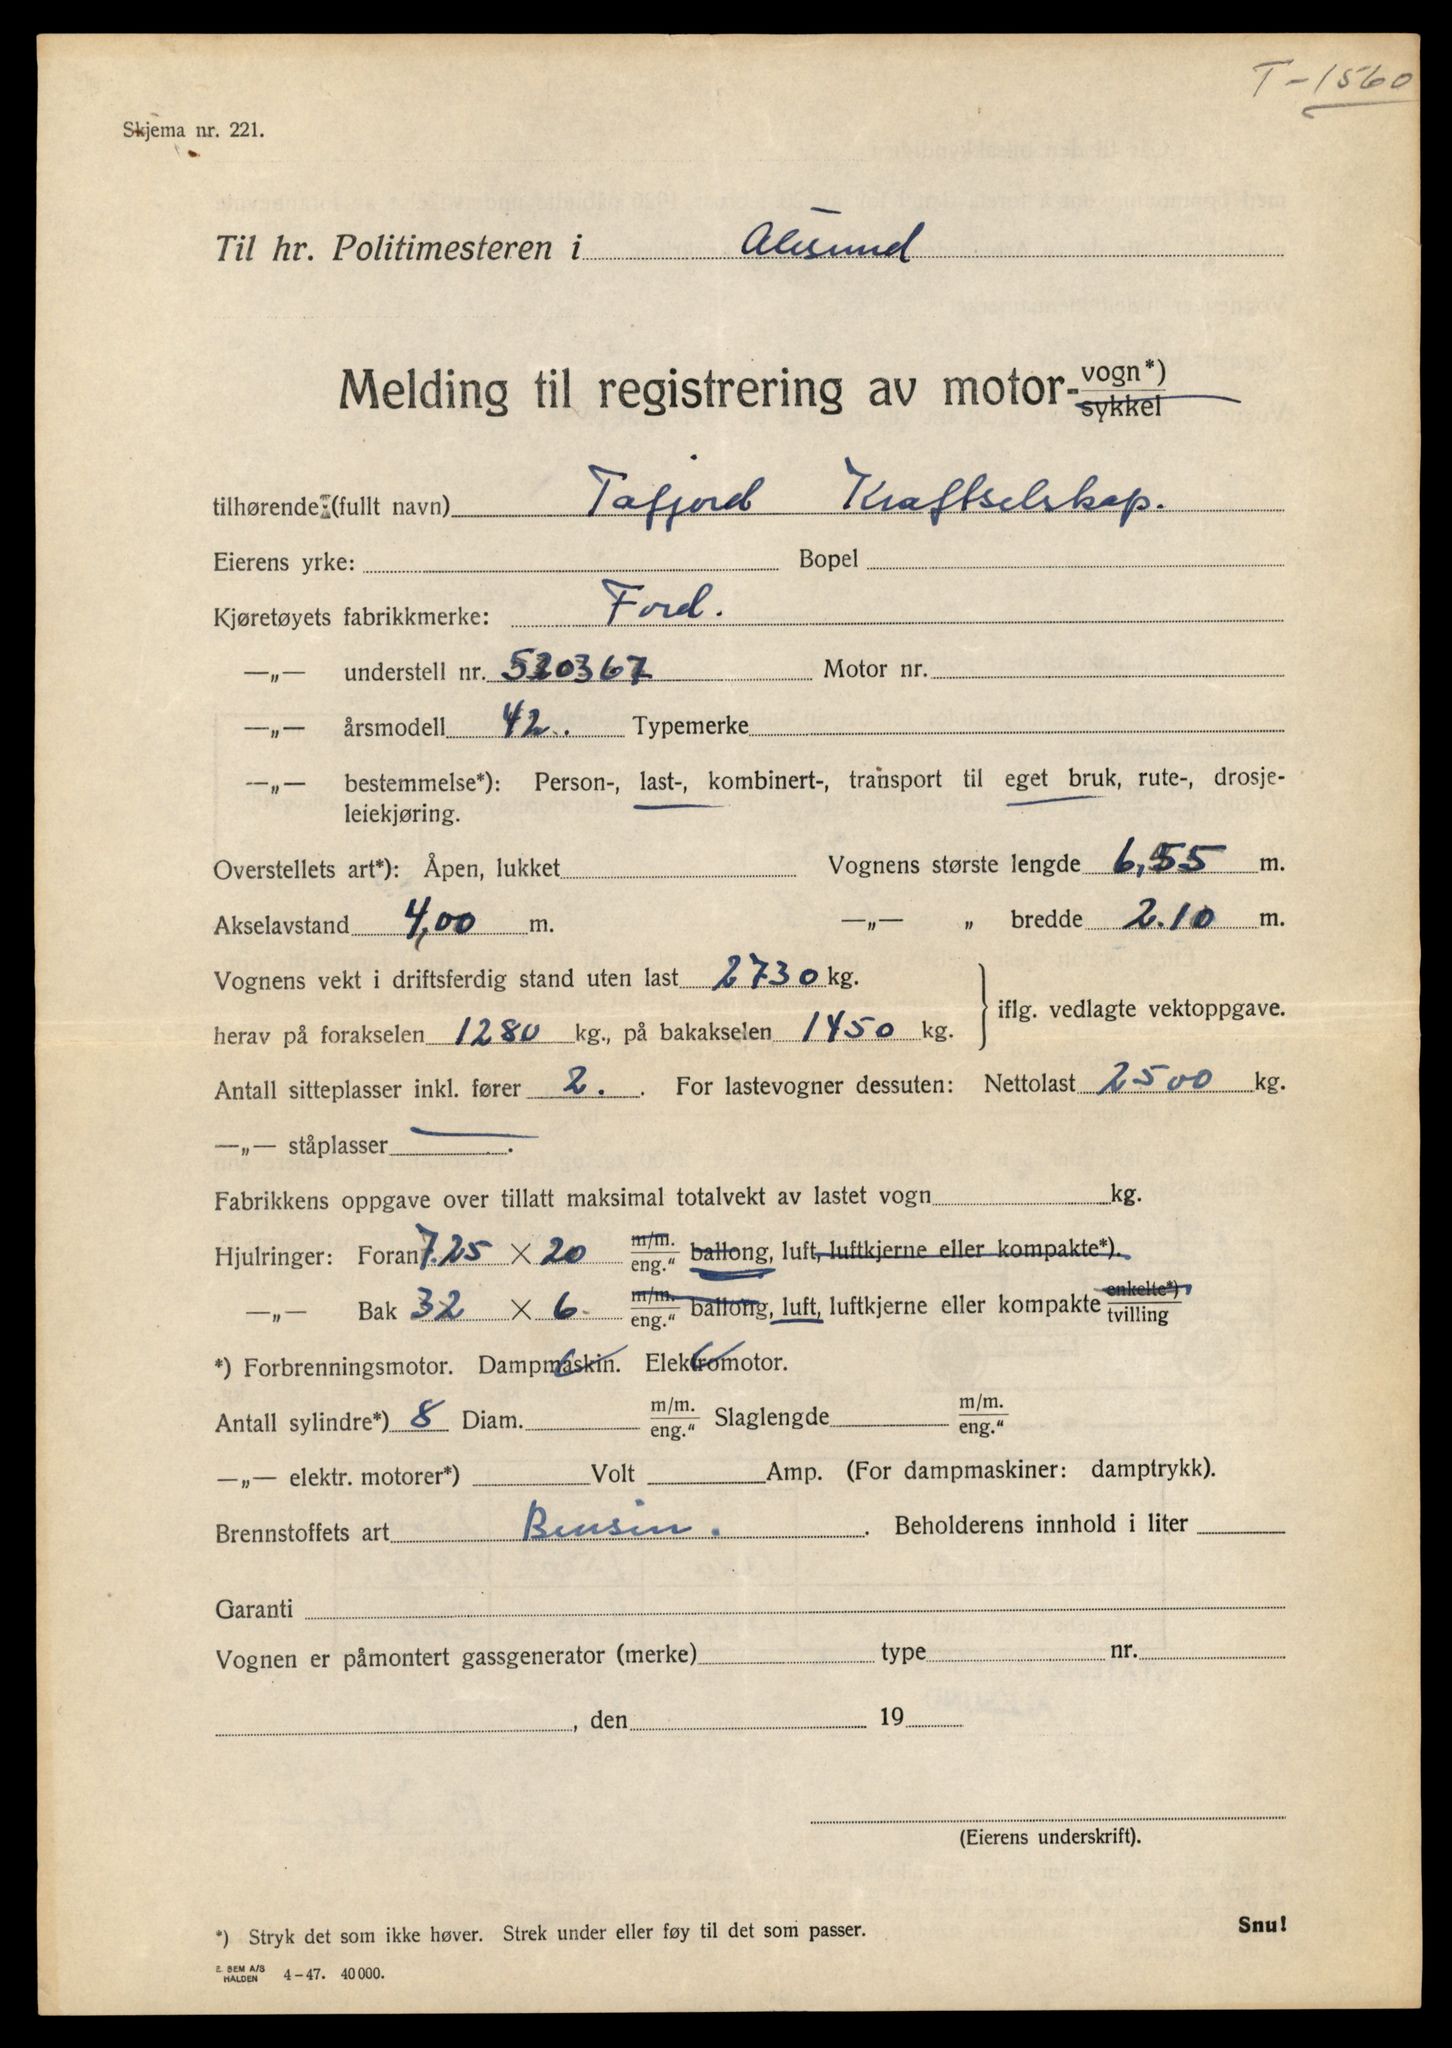 T-1560
Skjema nr. 221.
Til hr. Politimesteren i Ålesund
Melding til registrering av motor-vogn*)
sykkel
tilhørende: (fullt navn) Tafjord Kraftselskap.
Eierens yrke: Bopel
Kjøretøyets fabrikkmerke: Ford.
—„— understell nr. 520367 Motor nr.
—„— årsmodell 42. Typemerke
—„— bestemmelse*): Person-, last-, kombinert-, transport til eget bruk, rute-, drosje-
leiekjøring.
Overstellets art*): Åpen, lukket Vognens største lengde 6,55 m.
Akselavstand 4,00 m. —„— „ bredde 2.10 m.
Vognens vekt i driftsferdig stand uten last 2730 kg.
herav på forakselen 1280 kg., på bakakselen 1450 kg. iflg. vedlagte vektoppgave.
Antall sitteplasser inkl. fører 2. . For lastevogner dessuten: Nettolast 2500 kg.
—„— ståplasser —.
Fabrikkens oppgave over tillatt maksimal totalvekt av lastet vogn kg.
Hjulringer: Foran 7.25 × 20 m/m. eng.“ ballong, luft, luftkjerne eller kompakte*).
—„— Bak 32 × 6 m/m. eng.“ ballong, luft, luftkjerne eller kompakte enkelte*) tvilling
*) Forbrenningsmotor. Dampmaskin. Elektromotor.
Antall sylindre*) 8 Diam. m/m. eng.“ Slaglengde m/m. eng.“
—„— elektr. motorer*) Volt Amp. (For dampmaskiner: damptrykk).
Brennstoffets art Bensin. . Beholderens innhold i liter
Garanti
Vognen er påmontert gassgenerator (merke) type nr.
, den 19
(Eierens underskrift).
*) Stryk det som ikke høver. Strek under eller føy til det som passer.
Snu!
E. SEM A/S
HALDEN 4-47. 40 000.